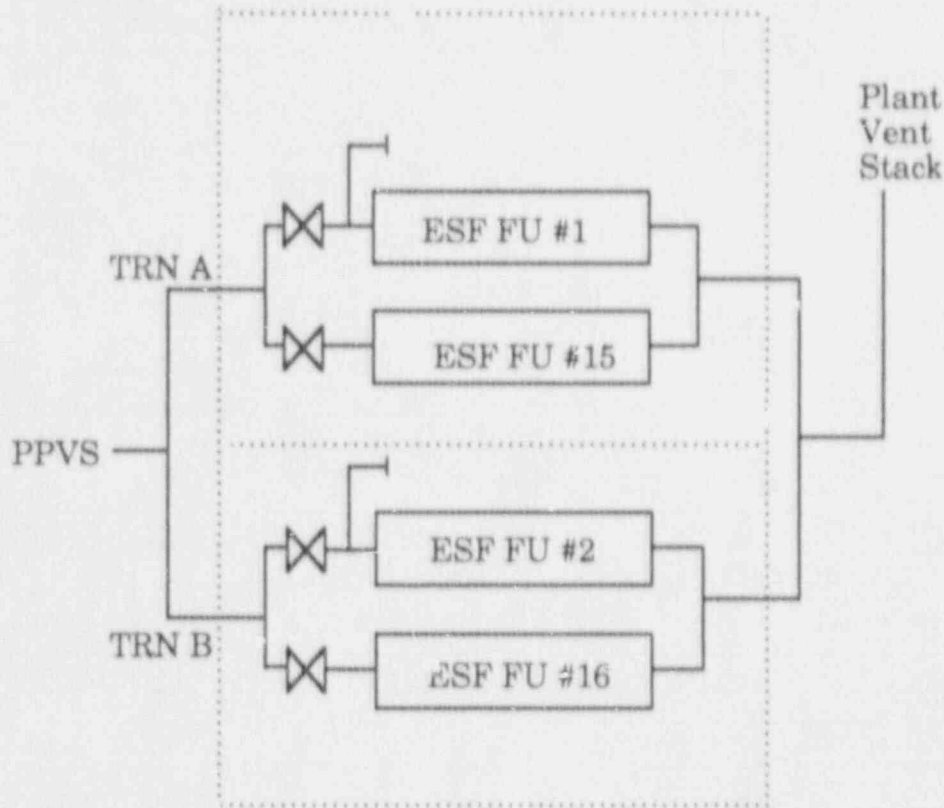 Plant
Vent
Stack
ESF FU #1
TRN A
ESF FU #15
PPVS
ESF FU #2
TRN B
ESF FU #16